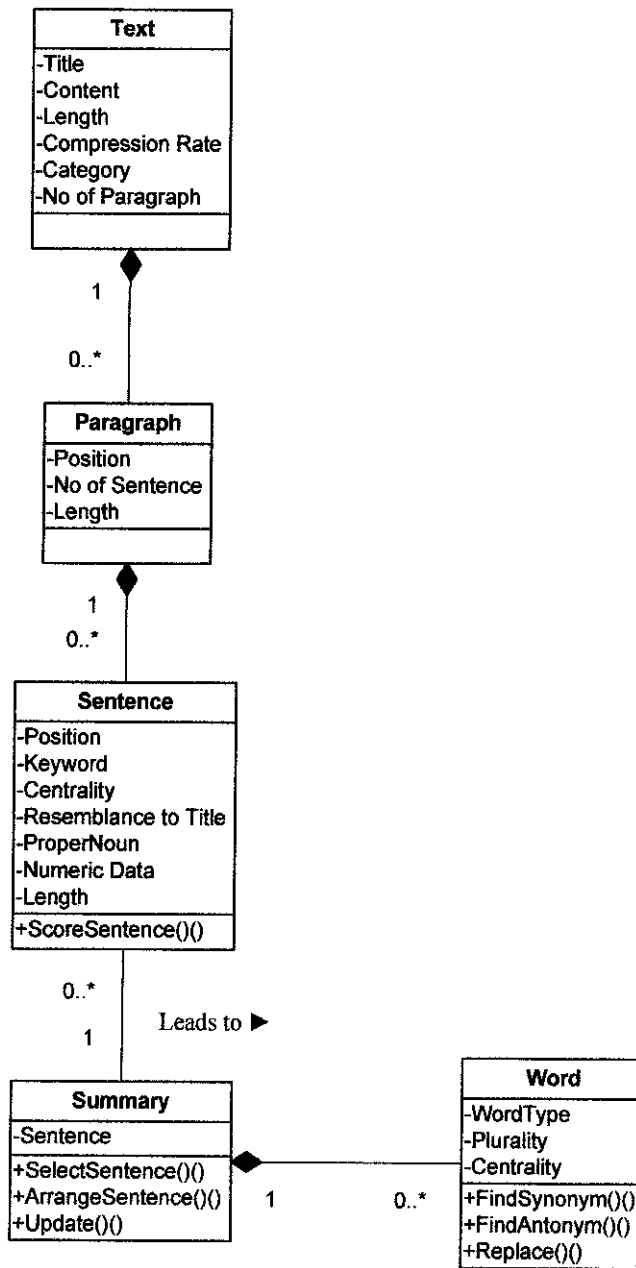 Text
-Title
-Content
-Length
-Compression Rate
-Category
-No of Paragraph
1
0..*
Paragraph
-Position
-No of Sentence
-Length
1
0..*
Sentence
-Position
-Keyword
-Centrality
-Resemblance to Title
-ProperNoun
-Numeric Data
-Length
+ScoreSentence()()
0..*
Leads to ►
1
Summary
-Sentence
+SelectSentence()()
+ArrangeSentence()()
+Update()()
1
0..*
Word
-WordType
-Plurality
-Centrality
+FindSynonym()()
+FindAntonym()()
+Replace()()